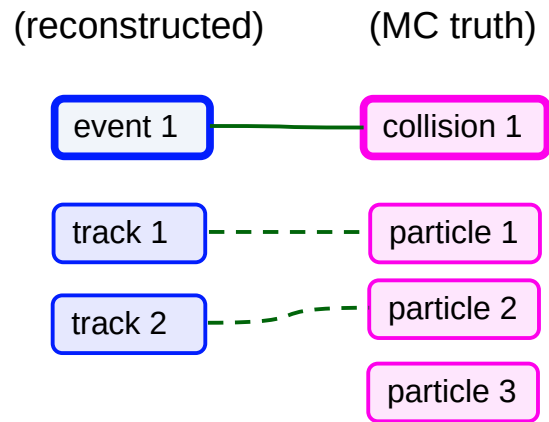 (reconstructed) (MC truth)
event 1 collision 1
track 1 particle 1
track 2 particle 2
particle 3